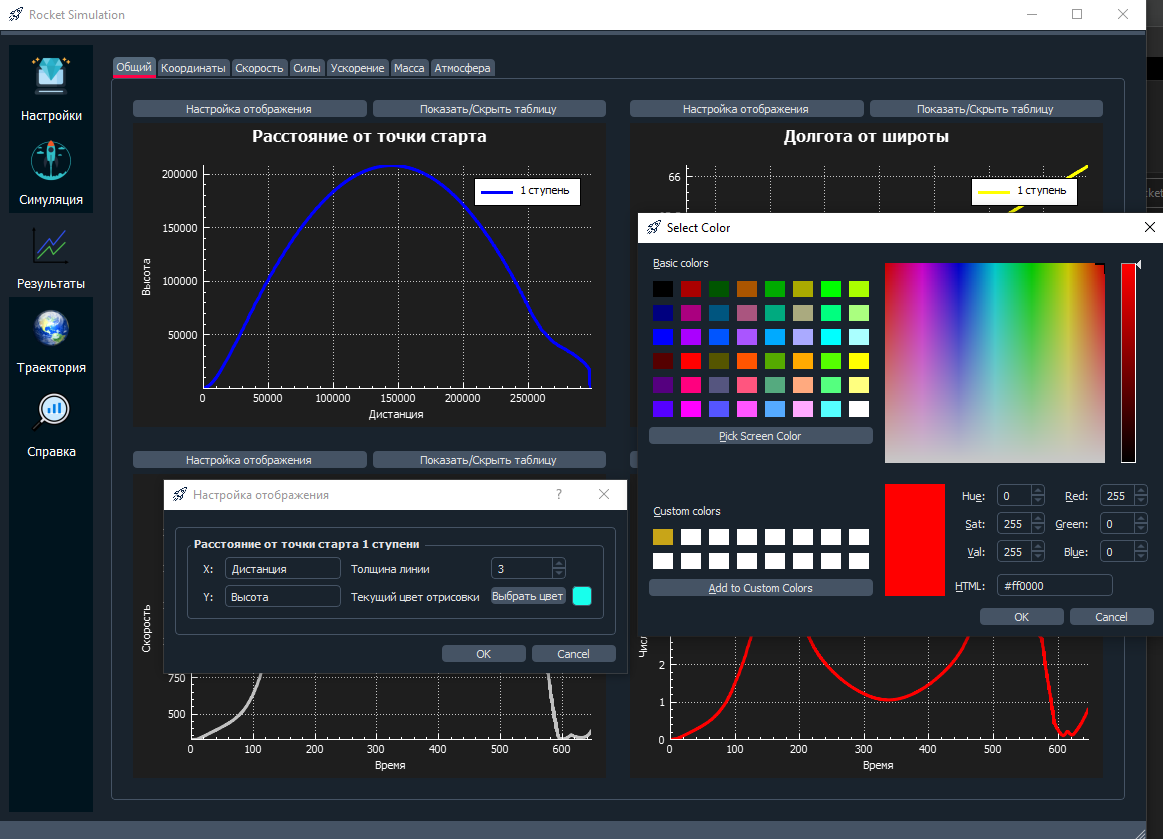 Rocket Simulation
Настройки
Симуляция
Результаты
Траектория
Справка
Общий Координаты Скорость Силы Ускорение Масса Атмосфера
Настройка отображения Показать/Скрыть таблицу
Расстояние от точки старта
1 ступень
Высота
200000
150000
100000
50000
0 50000 100000 150000 200000 250000
Дистанция
Настройка отображения Показать/Скрыть таблицу
Долгота от широты
66
1 ступень
Настройка отображения Показать/Скрыть таблицу
Скорость
750
500
0 100 200 300 400 500 600
Время
2
1
0
0 100 200 300 400 500 600
Время
Настройка отображения ?
Расстояние от точки старта 1 ступени
X: Дистанция Толщина линии 3
Y: Высота Текущий цвет отрисовки Выбрать цвет
OK Cancel
Select Color
Basic colors
Pick Screen Color
Custom colors
Add to Custom Colors
Hue: 0 Red: 255
Sat: 255 Green: 0
Val: 255 Blue: 0
HTML: #ff0000
OK Cancel